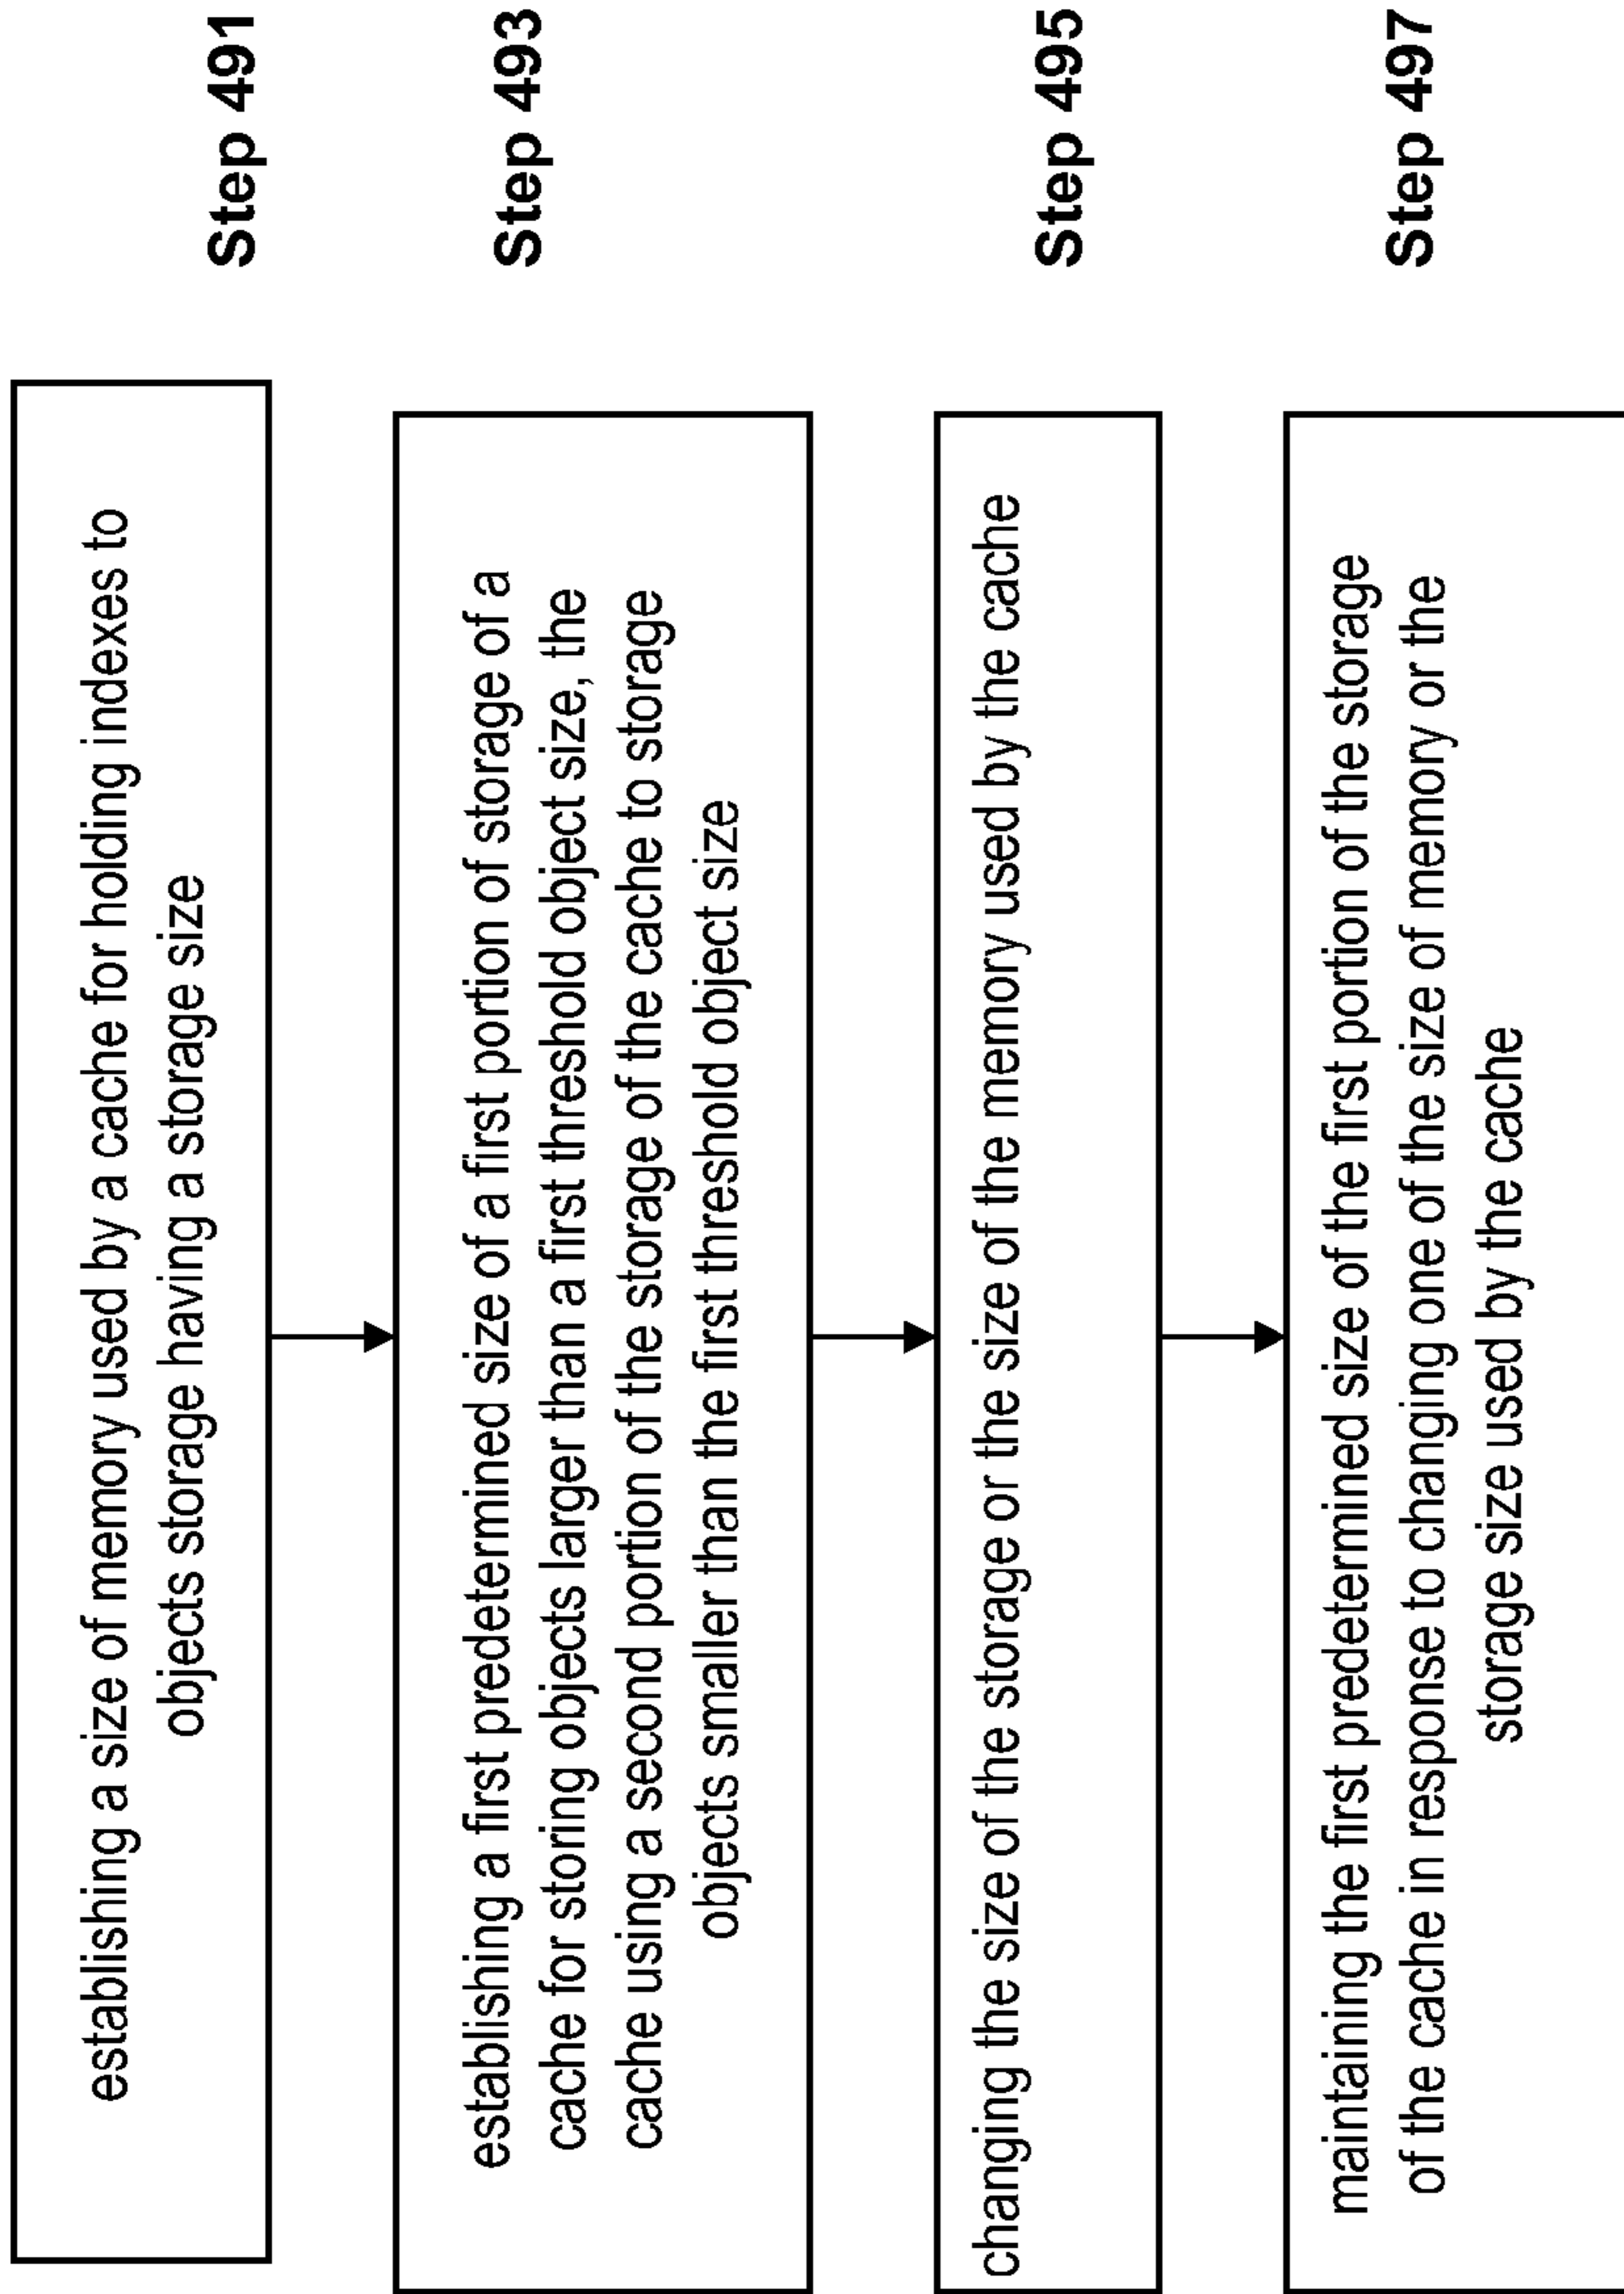 establishing a size of memory used by a cache for holding indexes to
objects storage having a storage size
Step 491
establishing a first predetermined size of a first portion of storage of a
cache for storing objects larger than a first threshold object size, the
cache using a second portion of the storage of the cache to storage
objects smaller than the first threshold object size
Step 493
changing the size of the storage or the size of the memory used by the cache
Step 495
maintaining the first predetermined size of the first portion of the storage
of the cache in response to changing one of the size of memory or the
storage size used by the cache
Step 497